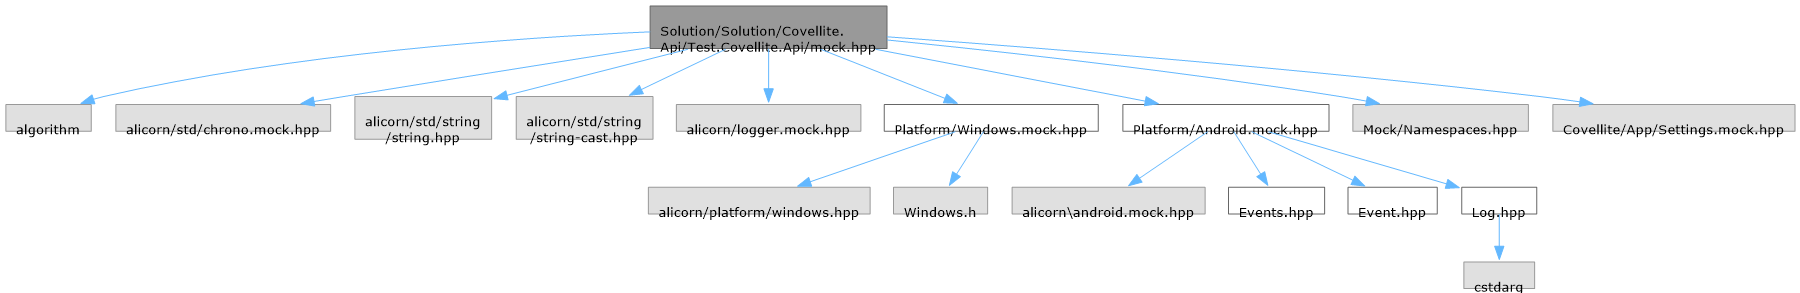 Solution/Solution/Covellite.
Api/Test.Covellite.Api/mock.hpp
algorithm
alicorn/std/chrono.mock.hpp
alicorn/std/string
/string.hpp
alicorn/std/string
/string-cast.hpp
alicorn/logger.mock.hpp
Platform/Windows.mock.hpp
Platform/Android.mock.hpp
Mock/Namespaces.hpp
Covellite/App/Settings.mock.hpp
alicorn/platform/windows.hpp
Windows.h
alicorn\android.mock.hpp
Events.hpp
Event.hpp
Log.hpp
cstdarg